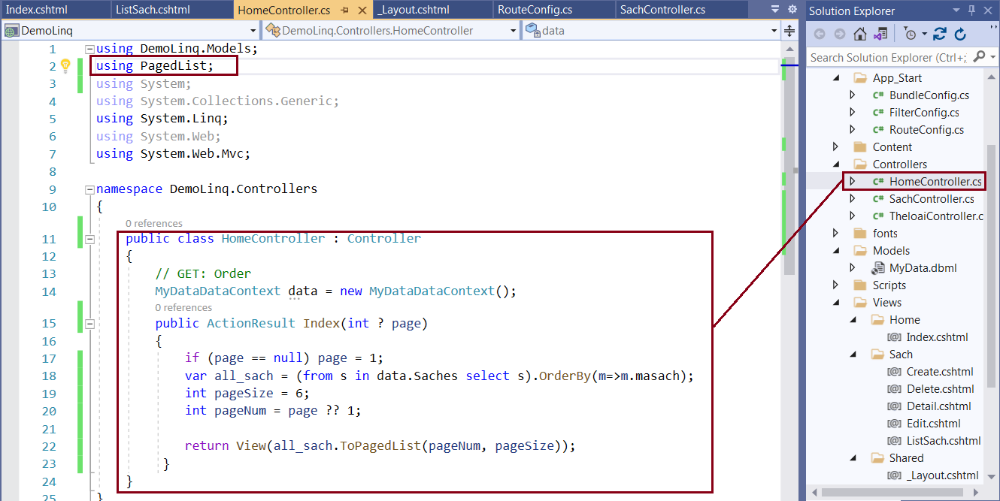 Index.cshtml ListSach.cshtml HomeController.cs _Layout.cshtml RouteConfig.cs SachController.cs
DemoLinq DemoLinq.Controllers.HomeController data
1 using DemoLinq.Models;
2 using PagedList;
3 using System;
4 using System.Collections.Generic;
5 using System.Linq;
6 using System.Web;
7 using System.Web.Mvc;
8
9 namespace DemoLinq.Controllers
10 {
0 references
11 public class HomeController : Controller
12 {
13 // GET: Order
14 MyDataDataContext data = new MyDataDataContext();
0 references
15 public ActionResult Index(int ? page)
16 {
17 if (page == null) page = 1;
18 var all_sach = (from s in data.Saches select s).OrderBy(m=>m.masach);
19 int pageSize = 6;
20 int pageNum = page ?? 1;
21
22 return View(all_sach.ToPagedList(pageNum, pageSize));
23 }
24 }
25 }
Solution Explorer
Search Solution Explorer (Ctrl+;
App_Start
C# BundleConfig.cs
C# FilterConfig.cs
C# RouteConfig.cs
Content
Controllers
C# HomeController.cs
C# SachController.cs
C# TheloaiController.c
fonts
Models
MyData.dbml
Scripts
Views
Home
[@] Index.cshtml
Sach
[@] Create.cshtml
[@] Delete.cshtml
[@] Detail.cshtml
[@] Edit.cshtml
[@] ListSach.cshtml
Shared
[@] _Layout.cshtml